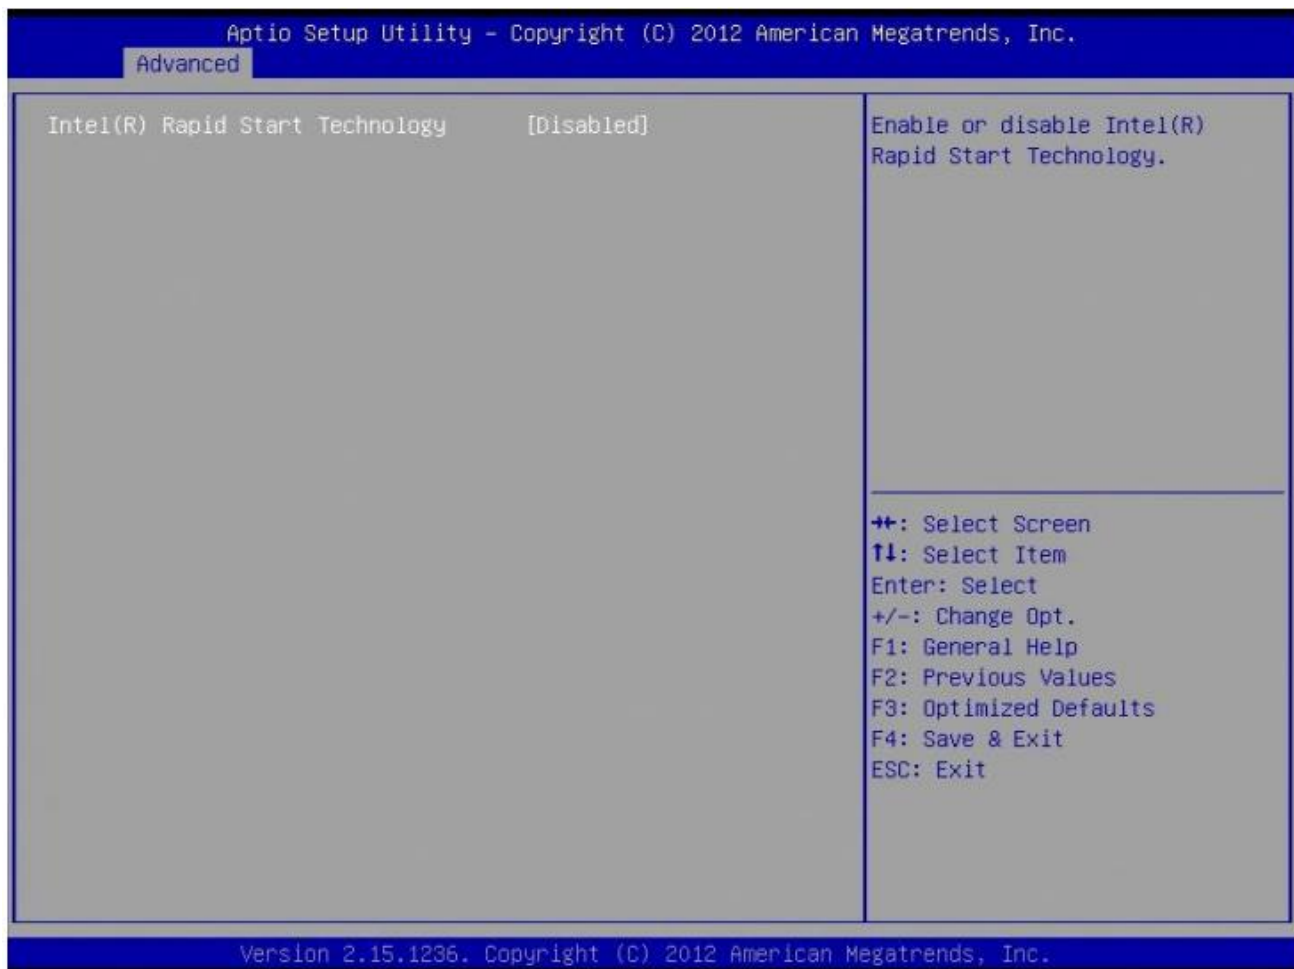 Aptio Setup Utility – Copyright (C) 2012 American Megatrends, Inc.
Advanced
Intel(R) Rapid Start Technology [Disabled]
Enable or disable Intel(R)
Rapid Start Technology.
→←: Select Screen
↑↓: Select Item
Enter: Select
+/-: Change Opt.
F1: General Help
F2: Previous Values
F3: Optimized Defaults
F4: Save & Exit
ESC: Exit
Version 2.15.1236. Copyright (C) 2012 American Megatrends, Inc.